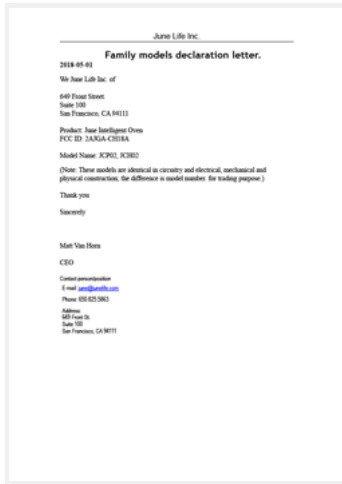 June Life Inc.
Family models declaration letter.
2018-05-01
We June Life Inc. of
649 Front Street.
Suite 100
San Francisco, CA 94111
Product: June Intelligent Oven
FCC ID: 2AJGA-CH18A
Model Name: JCP02, JCH02
(Note: These models are identical in circuitry and electrical, mechanical and
physical construction; the difference is model number. for trading purpose.)
Thank you
Sincerely
Matt Van Horn
CEO
Contact person/position
E-mail: june@junelife.com
Phone: 650.825.5863
Address:
649 Front St.
Suite 100
San Francisco, CA 94111